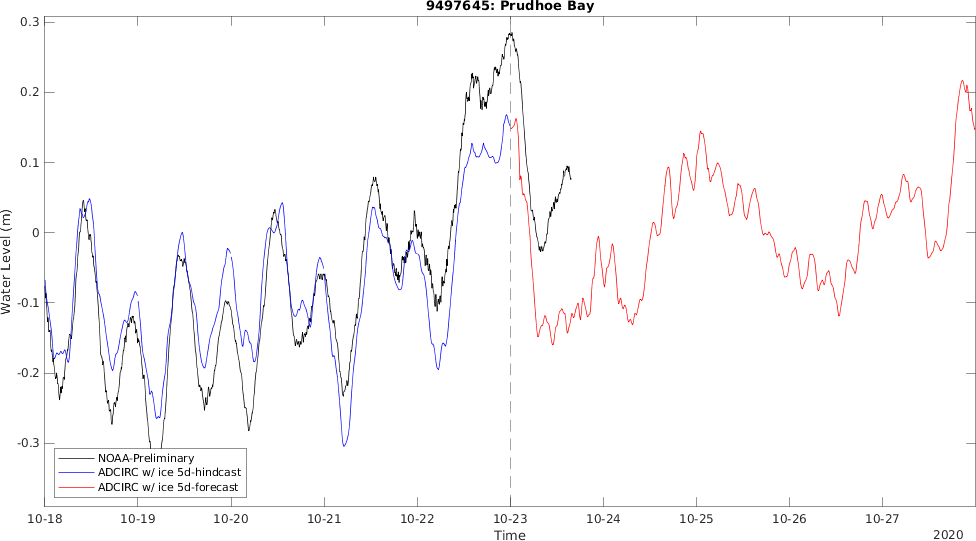 9497645: Prudhoe Bay
0.3
0.2
0.1
0
-0.1
-0.2
-0.3
Water Level (m)
NOAA-Preliminary
ADCIRC w/ ice 5d-hindcast
ADCIRC w/ ice 5d-forecast
10-18 10-19 10-20 10-21 10-22 10-23 10-24 10-25 10-26 10-27
Time
2020